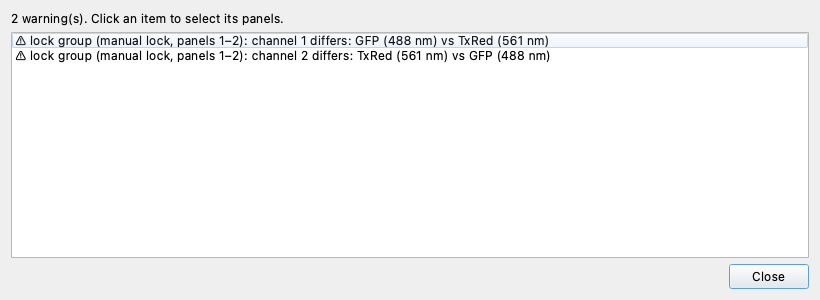 2 warning(s). Click an item to select its panels.
⚠ lock group (manual lock, panels 1–2): channel 1 differs: GFP (488 nm) vs TxRed (561 nm)
⚠ lock group (manual lock, panels 1–2): channel 2 differs: TxRed (561 nm) vs GFP (488 nm)
Close